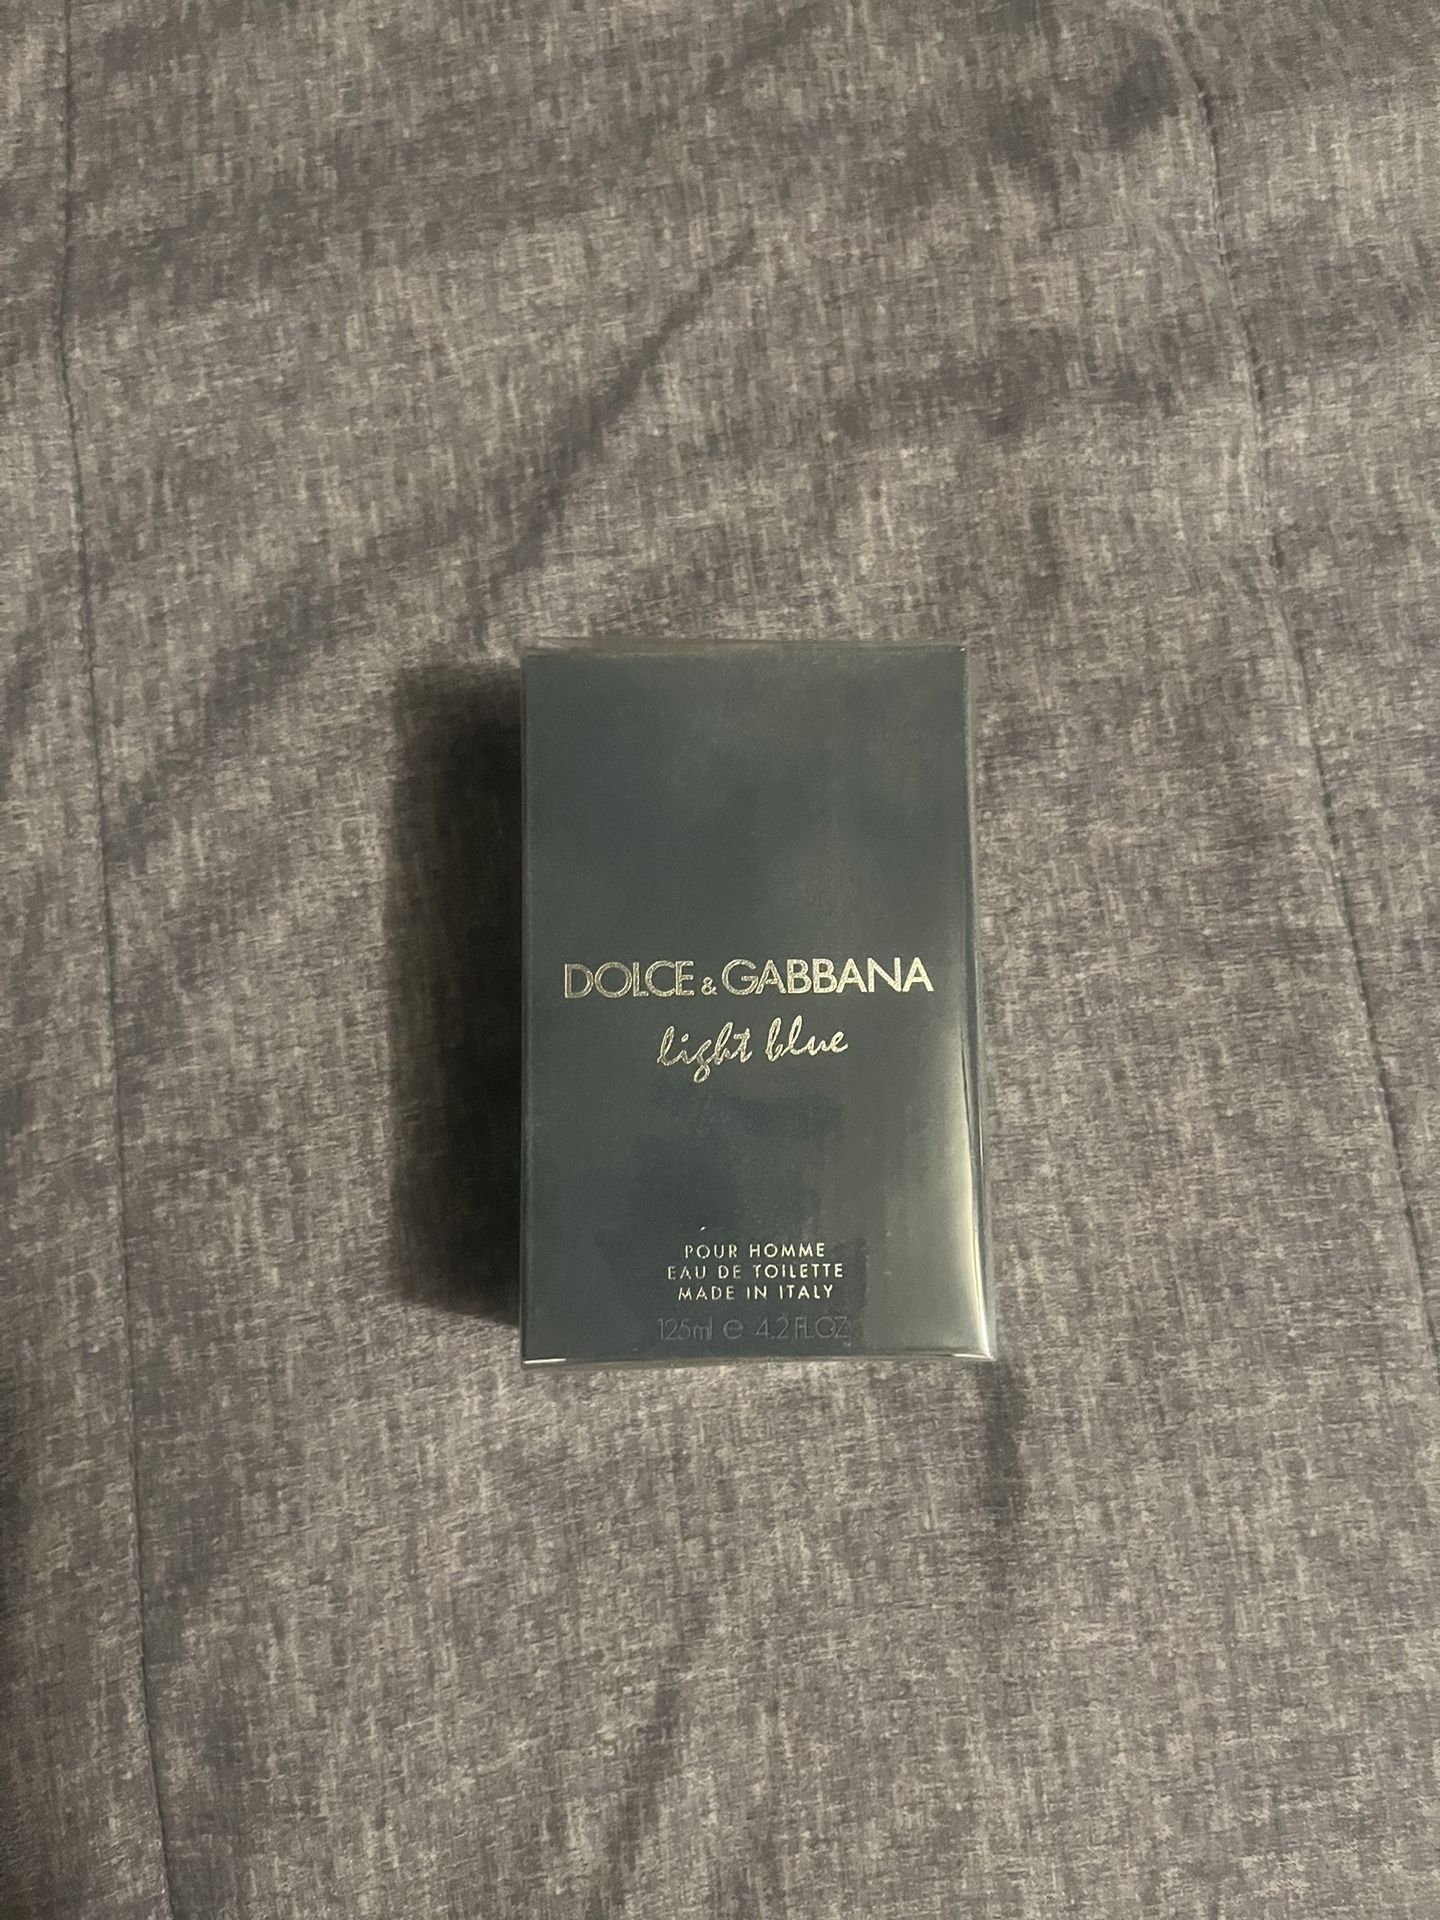 DOLCE & GABBANA
light blue
POUR HOMME
EAU DE TOILETTE
MADE IN ITALY
125ml e 4.2 FL.OZ.